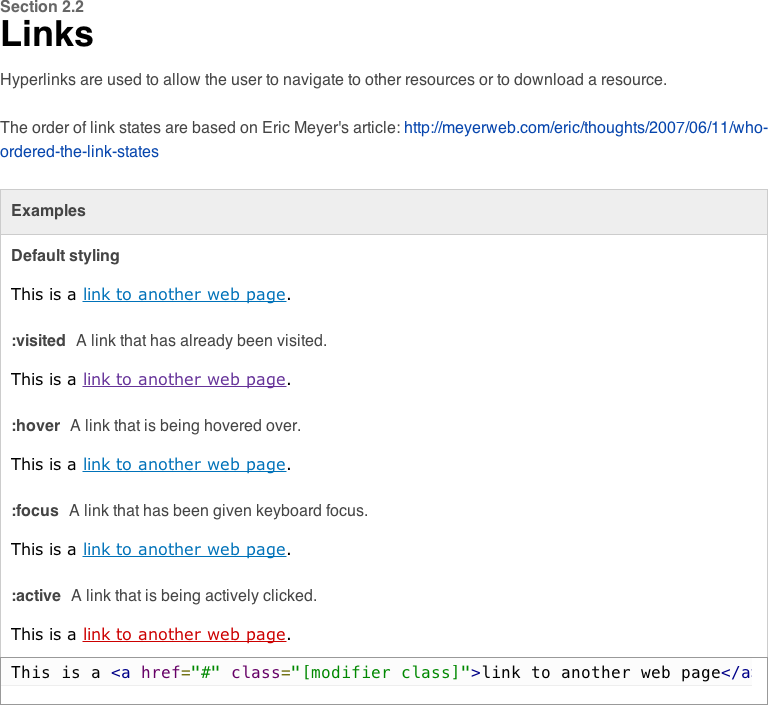 Section 2.2
Links
Hyperlinks are used to allow the user to navigate to other resources or to download a resource.
The order of link states are based on Eric Meyer's article: http://meyerweb.com/eric/thoughts/2007/06/11/who-
ordered-the-link-states
Examples
Default styling
This is a link to another web page.
:visited A link that has already been visited.
This is a link to another web page.
:hover A link that is being hovered over.
This is a link to another web page.
:focus A link that has been given keyboard focus.
This is a link to another web page.
:active A link that is being actively clicked.
This is a link to another web page.
This is a <a href="#" class="[modifier class]">link to another web page</a>